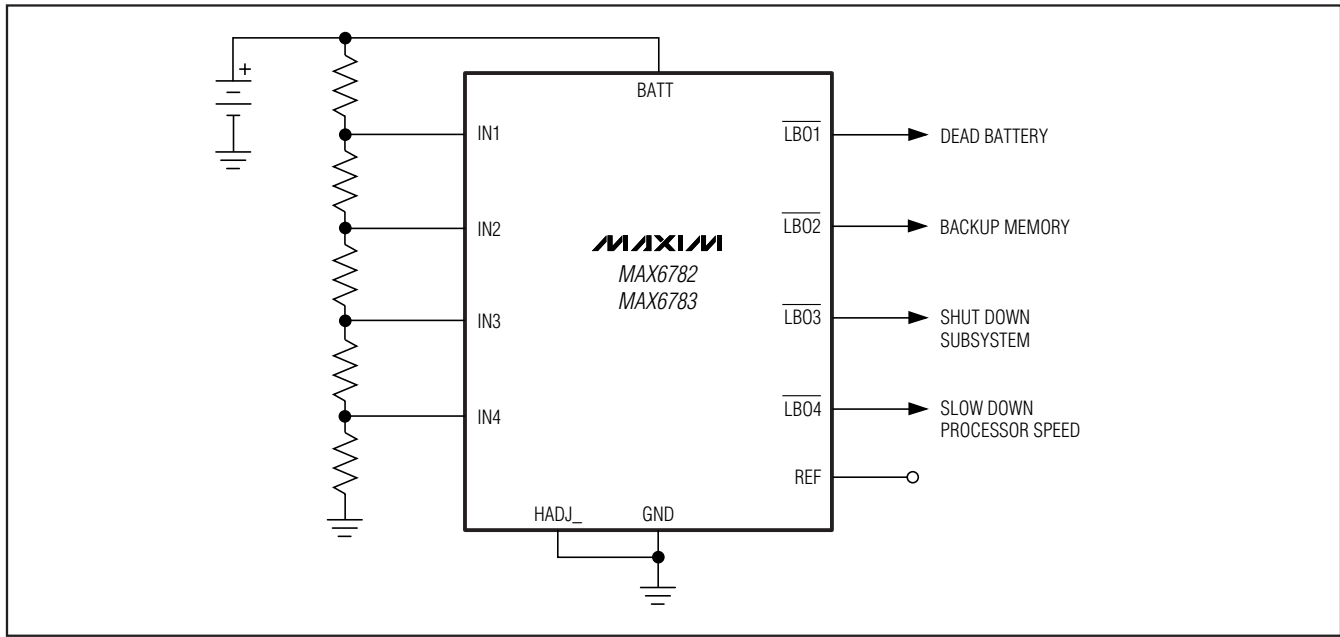 +
BATT
IN1
IN2
IN3
IN4
MAXIM
MAX6782
MAX6783
LBO1
LBO2
LBO3
LBO4
REF
HADJ_
GND
DEAD BATTERY
BACKUP MEMORY
SHUT DOWN
SUBSYSTEM
SLOW DOWN
PROCESSOR SPEED